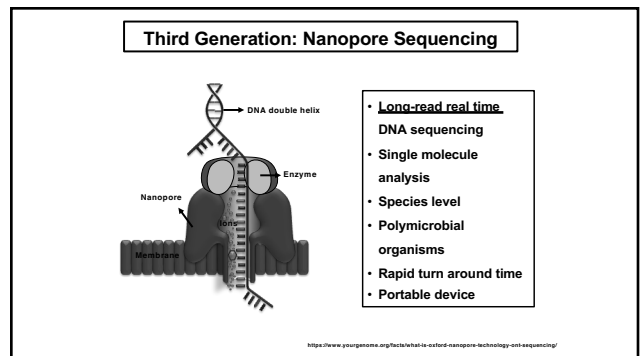 Third Generation: Nanopore Sequencing
DNA double helix
Enzyme
Nanopore
Ions
Membrane
• Long-read real time
DNA sequencing
• Single molecule
analysis
• Species level
• Polymicrobial
organisms
• Rapid turn around time
• Portable device
https://www.yourgenome.org/facts/what-is-oxford-nanopore-technology-ont-sequencing/